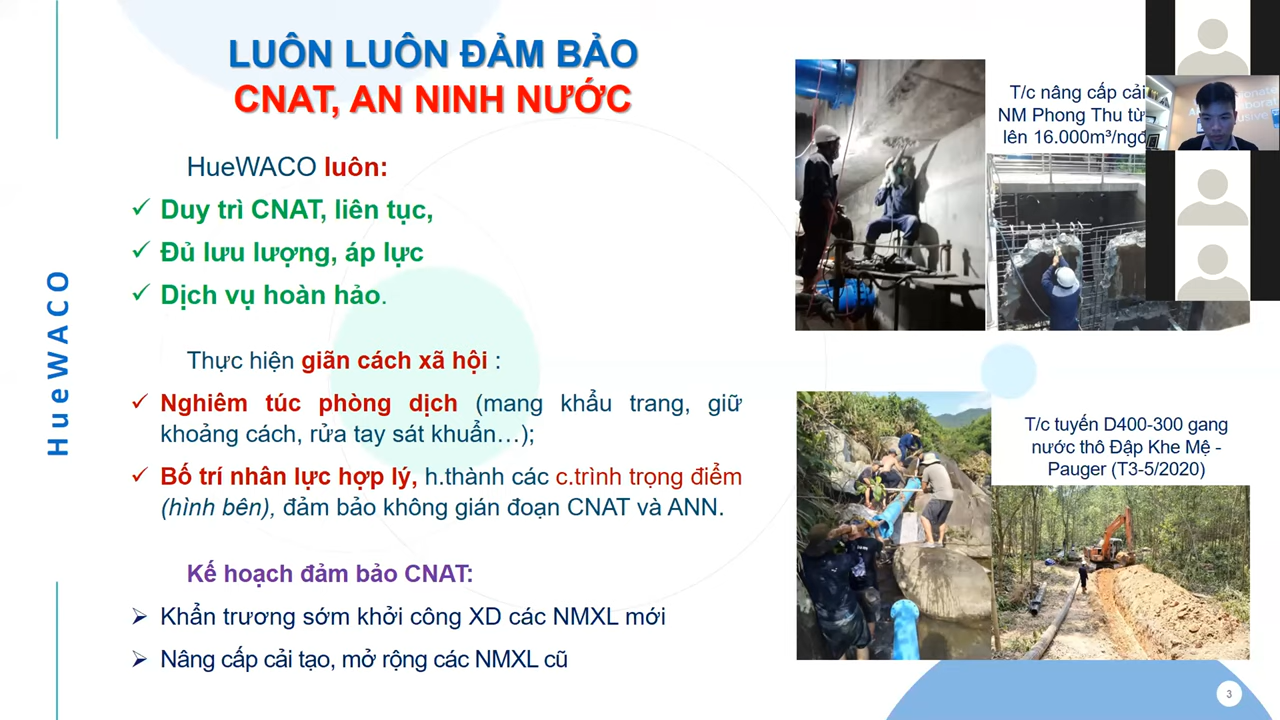 LUÔN LUÔN ĐẢM BẢO
CNAT, AN NINH NƯỚC
HueWACO luôn:
✓ Duy trì CNAT, liên tục,
✓ Đủ lưu lượng, áp lực
✓ Dịch vụ hoàn hảo.
Thực hiện giãn cách xã hội :
✓ Nghiêm túc phòng dịch (mang khẩu trang, giữ
khoảng cách, rửa tay sát khuẩn…);
✓ Bố trí nhân lực hợp lý, h.thành các c.trình trọng điểm
(hình bên), đảm bảo không gián đoạn CNAT và ANN.
Kế hoạch đảm bảo CNAT:
➢ Khẩn trương sớm khởi công XD các NMXL mới
➢ Nâng cấp cải tạo, mở rộng các NMXL cũ
HueWACO
T/c nâng cấp cải
NM Phong Thu từ
lên 16.000m³/ngđ
T/c tuyến D400-300 gang
nước thô Đập Khe Mệ -
Pauger (T3-5/2020)
3